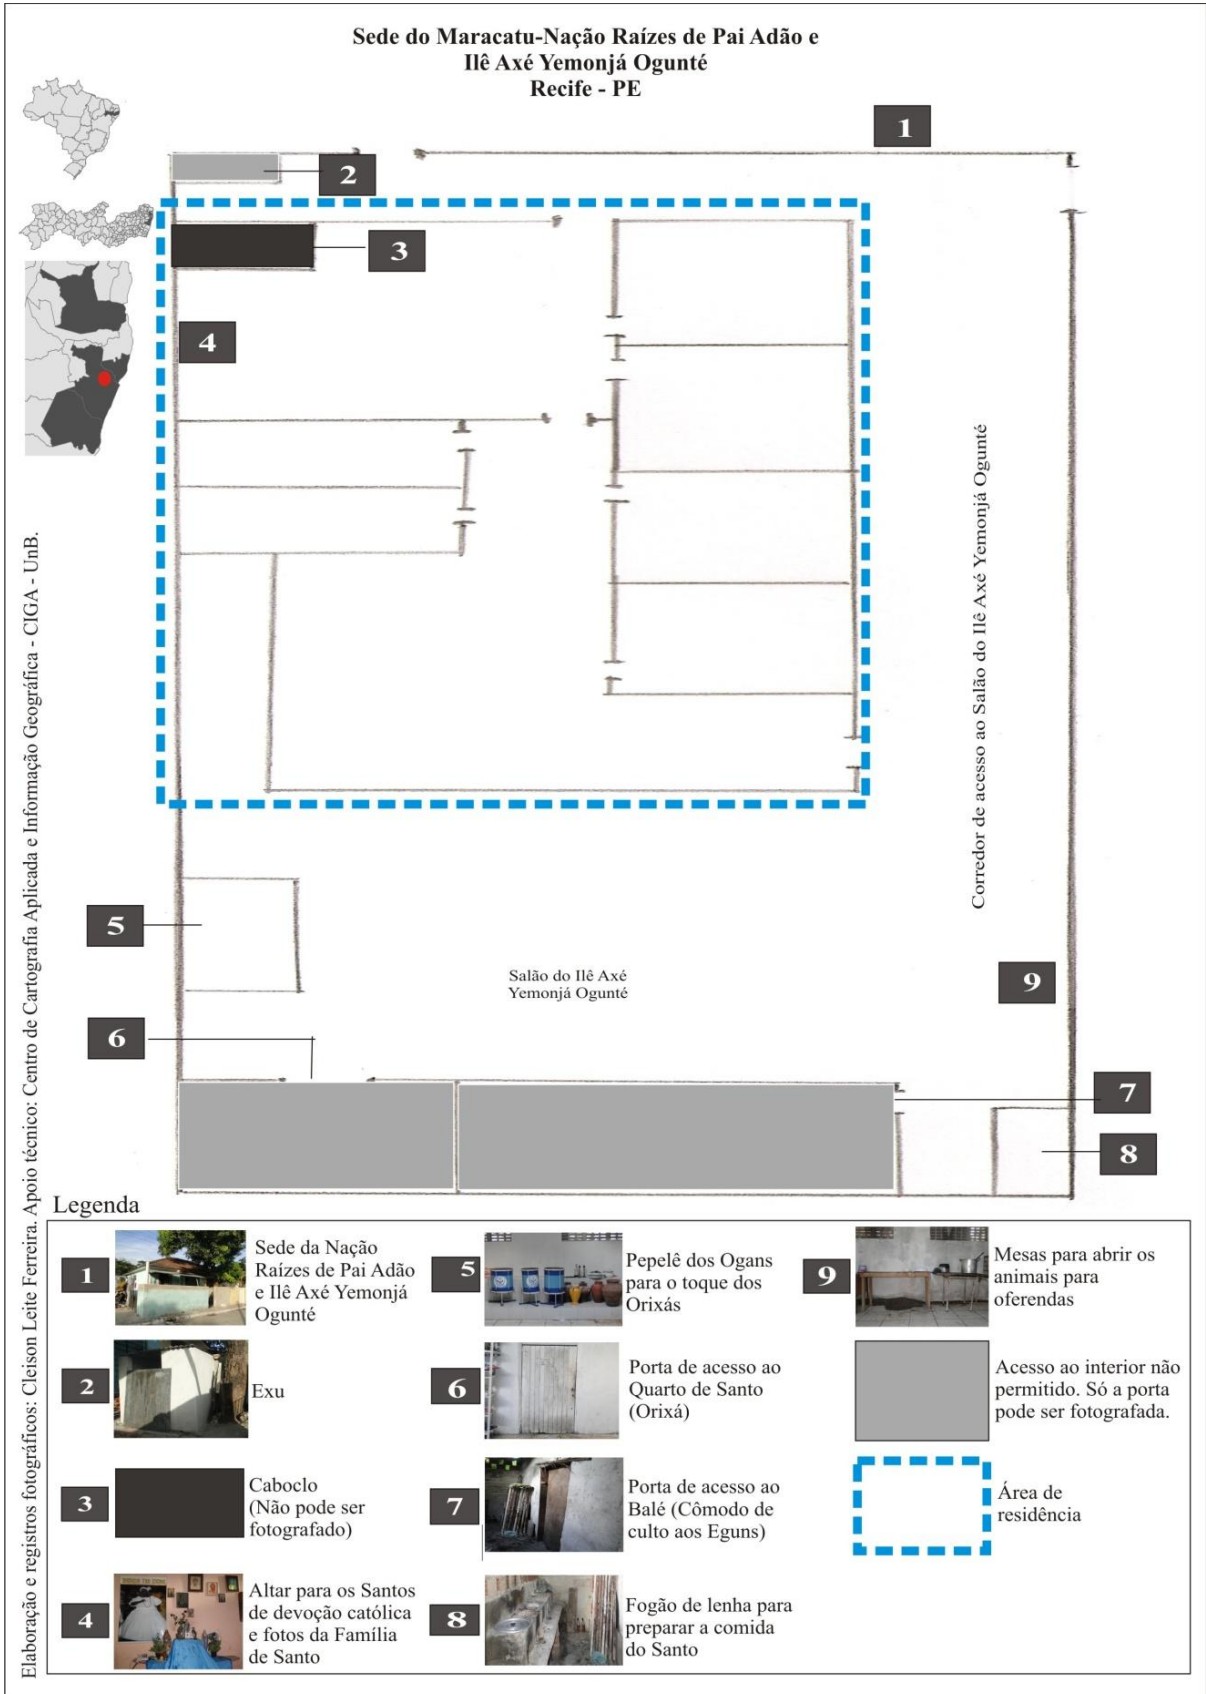 Sede do Maracatu-Nação Raízes de Pai Adão e
Ilê Axé Yemonjá Ogunté
Recife - PE
1
2
3
4
Corredor de acesso ao Salão do Ilê Axé Yemonjá Ogunté
5
Salão do Ilê Axé
Yemonjá Ogunté
9
6
7
8
Elaboração e registros fotográficos: Cleison Leite Ferreira. Apoio técnico: Centro de Cartografia Aplicada e Informação Geográfica - CIGA - UnB.
Legenda
1
Sede da Nação
Raízes de Pai Adão
e Ilê Axé Yemonjá
Ogunté
2
Exu
3
Caboclo
(Não pode ser
fotografado)
4
Altar para os Santos
de devoção católica
e fotos da Família
de Santo
5
Pepelê dos Ogans
para o toque dos
Orixás
6
Porta de acesso ao
Quarto de Santo
(Orixá)
7
Porta de acesso ao
Balé (Cômodo de
culto aos Eguns)
8
Fogão de lenha para
preparar a comida
do Santo
9
Mesas para abrir os
animais para
oferendas
Acesso ao interior não
permitido. Só a porta
pode ser fotografada.
Área de
residência